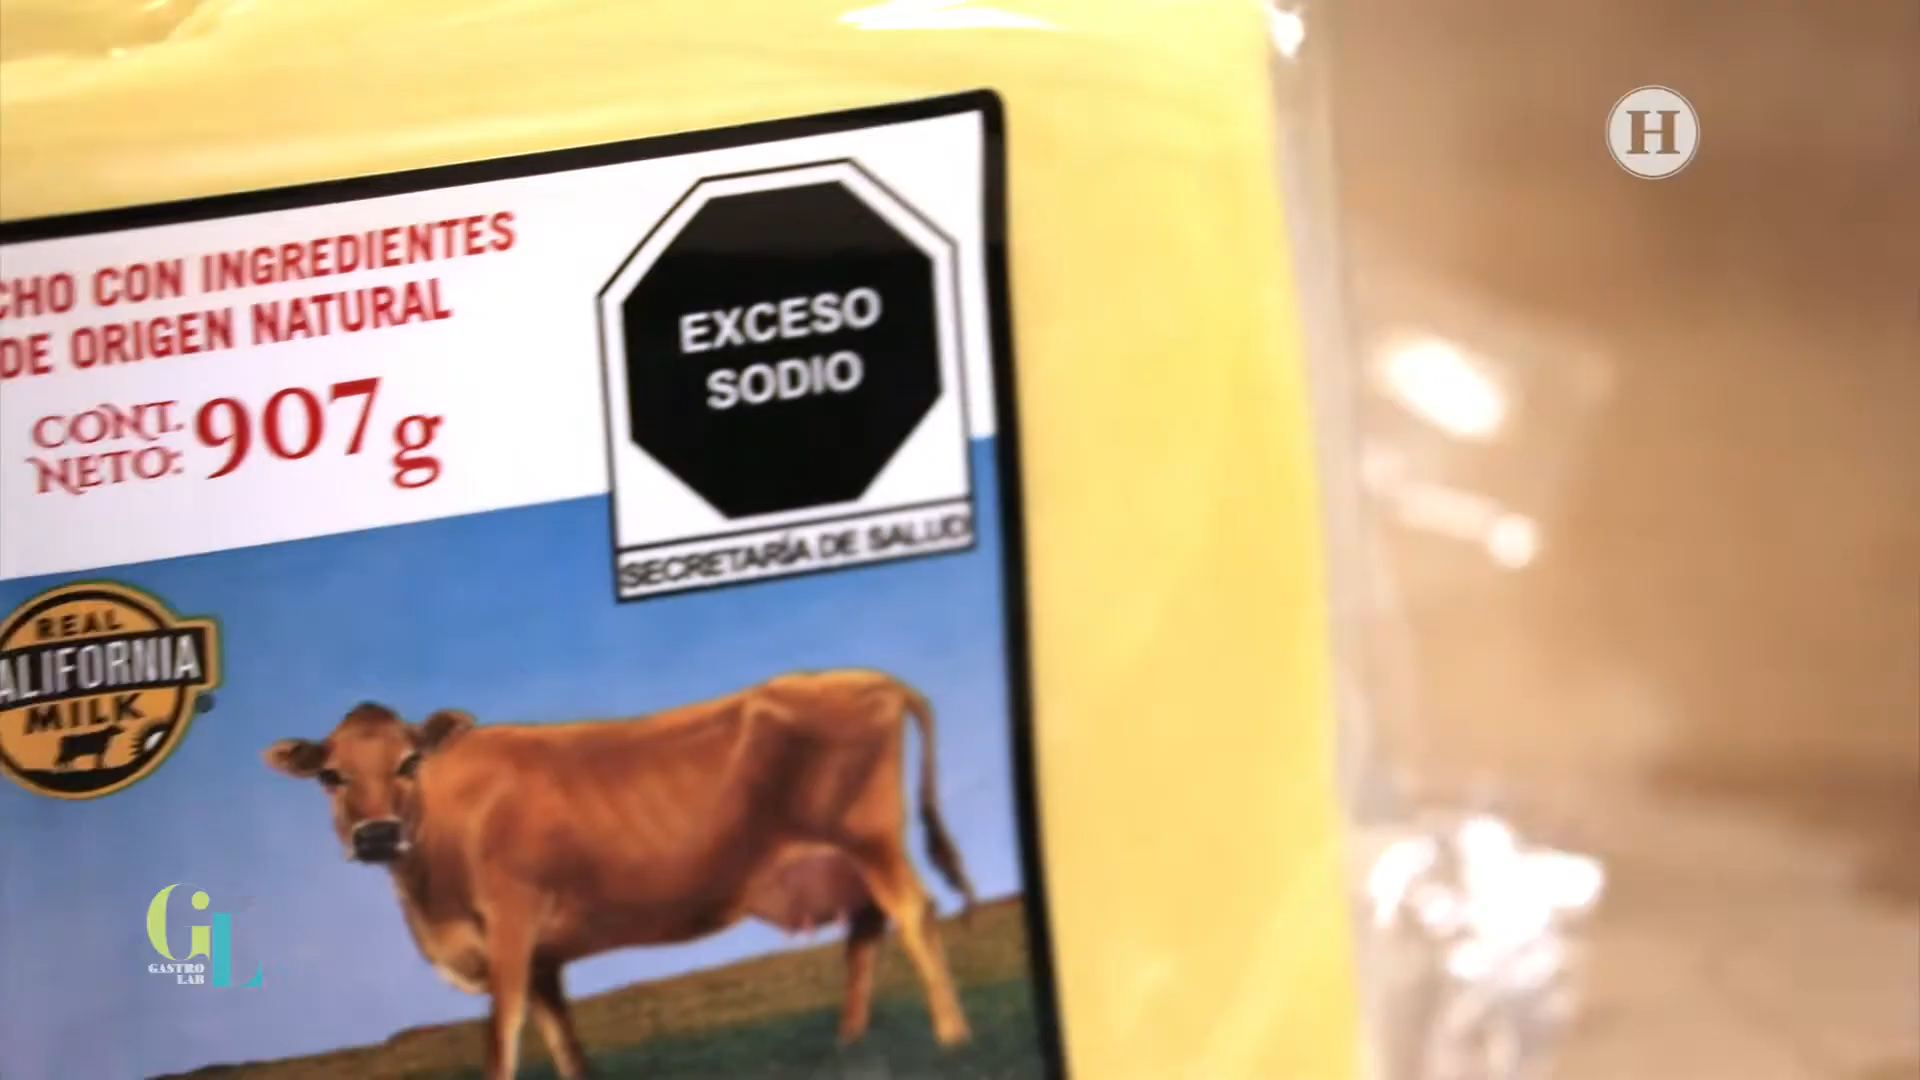 CHO CON INGREDIENTES
DE ORIGEN NATURAL
CONT.
NETO: 907g
EXCESO
SODIO
SECRETARÍA DE SALUD
REAL
ALIFORNIA
MILK
H
GL
GASTRO
LAB